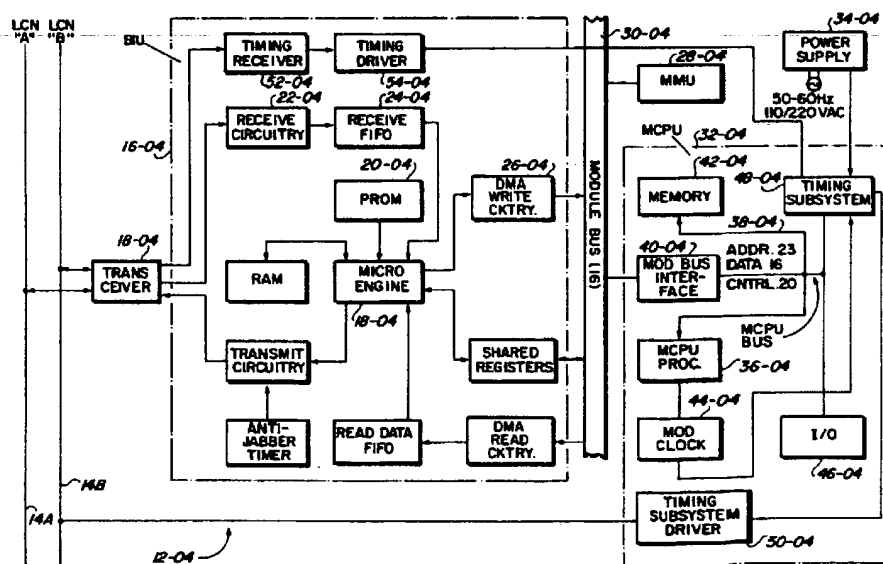 LCN
"A"
LCN
"B"
BIU
TIMING
RECEIVER
52-04
TIMING
DRIVER
54-04
30-04
28-04
MMU
34-04
POWER
SUPPLY
50-60Hz
110/220VAC
22-04
RECEIVE
CIRCUITRY
24-04
RECEIVE
FIFO
16-04
20-04
PROM
26-04
DMA
WRITE
CKTRY.
MODULE BUS (16)
MCPU
32-04
42-04
MEMORY
48-04
TIMING
SUBSYSTEM
38-04
18-04
TRANS
CEIVER
RAM
MICRO
ENGINE
18-04
40-04
MOD BUS
INTER-
FACE
ADDR. 23
DATA 16
CNTRL. 20
MCPU
BUS
TRANSMIT
CIRCUITRY
SHARED
REGISTERS
MCPU
PROC.
36-04
ANTI-
JABBER
TIMER
READ DATA
FIFO
DMA
READ
CKTRY.
44-04
MOD
CLOCK
I/O
46-04
14B
14A
12-04
TIMING
SUBSYSTEM
DRIVER
50-04